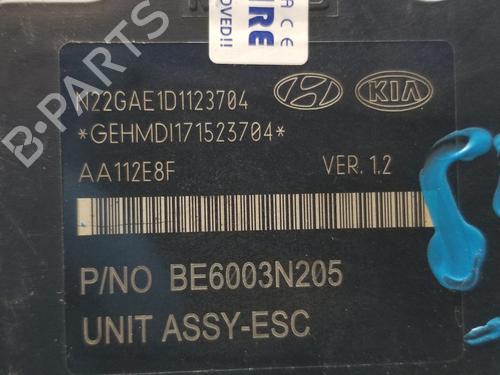 B-PARTS
N22GAE1D1123704
KIA
*GEHMDI171523704*
AA112E8F VER. 1.2
P/NO BE6003N205
UNIT ASSY-ESC